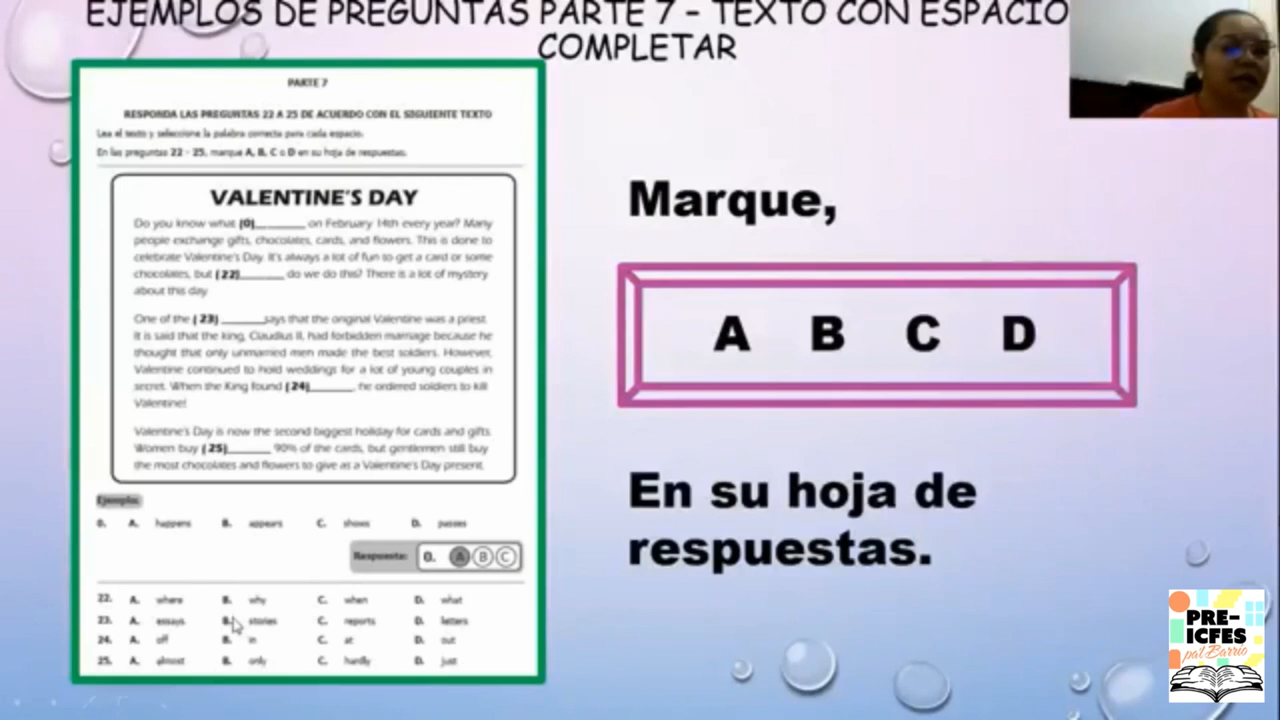 EJEMPLOS DE PREGUNTAS PARTE 7 – TEXTO CON ESPACIO
COMPLETAR
PARTE 7
RESPONDA LAS PREGUNTAS 22 A 25 DE ACUERDO CON EL SIGUIENTE TEXTO
Lea el texto y seleccione la palabra correcta para cada espacio.
En las preguntas 22 - 25, marque A, B, C o D en su hoja de respuestas.
VALENTINE'S DAY
Do you know what (0)________ on February 14th every year? Many
people exchange gifts, chocolates, cards, and flowers. This is done to
celebrate Valentine's Day. It's always a lot of fun to get a card or some
chocolates, but (22)_______ do we do this? There is a lot of mystery
about this day.
One of the (23) _______says that the original Valentine was a priest.
It is said that the king, Claudius II, had forbidden marriage because he
thought that only unmarried men made the best soldiers. However,
Valentine continued to hold weddings for a lot of young couples in
secret. When the King found (24)_______, he ordered soldiers to kill
Valentine!
Valentine's Day is now the second biggest holiday for cards and gifts.
Women buy (25)_______ 90% of the cards, but gentlemen still buy
the most chocolates and flowers to give as a Valentine's Day present.
Ejemplo:
0. A. happens B. appears C. shows D. passes
Respuesta: 0. A B C
22. A. where B. why C. when D. what
23. A. essays B. stories C. reports D. letters
24. A. off B. in C. at D. out
25. A. almost B. only C. hardly D. just
Marque,
A B C D
En su hoja de
respuestas.
PRE-
ICFES
pa'l Barrio